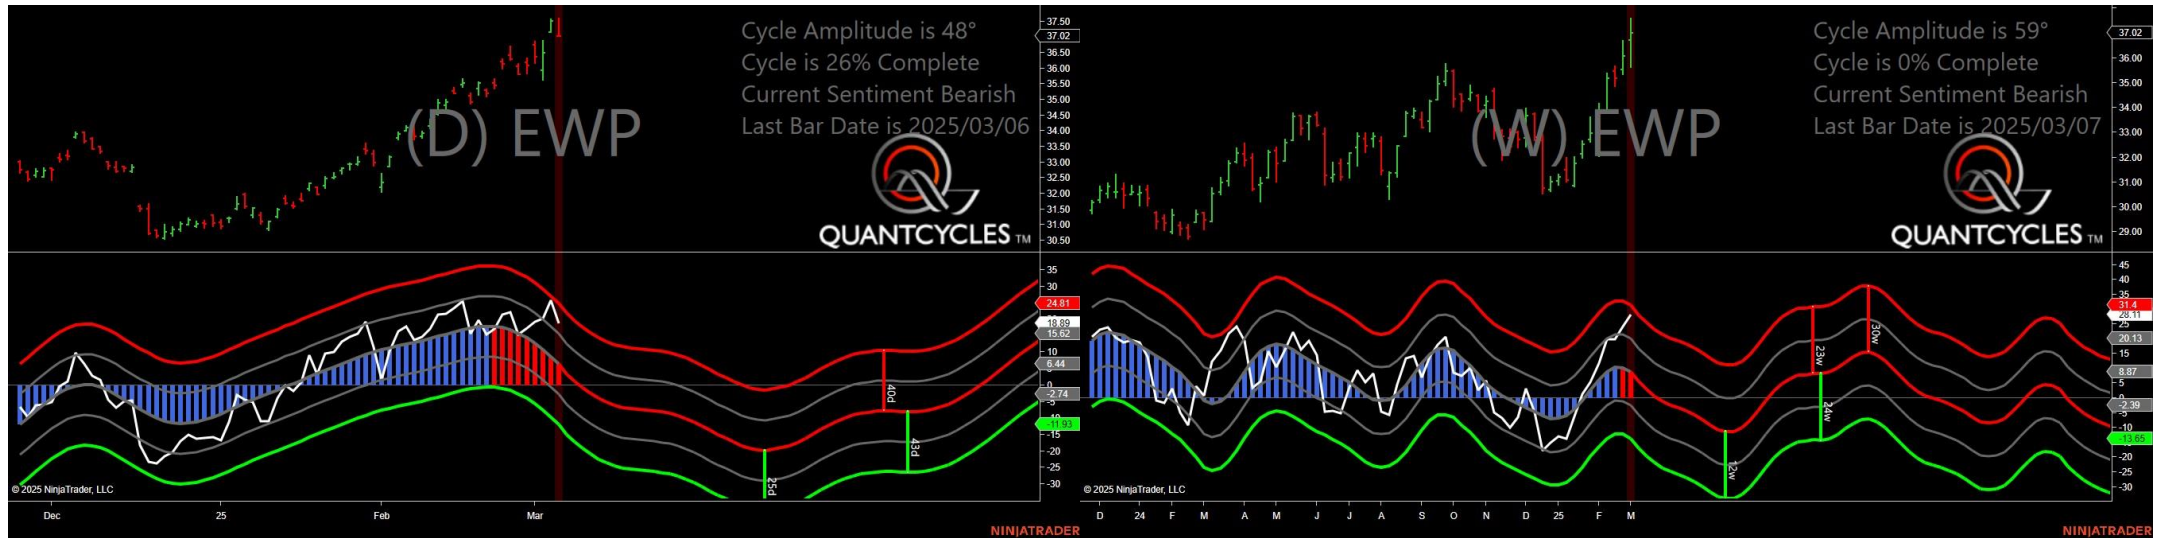 Cycle Amplitude is 48°
Cycle is 26% Complete
Current Sentiment Bearish
Last Bar Date is 2025/03/06
(D) EWP
QUANTCYCLES TM
37.50
37.02
36.50
36.00
35.50
35.00
34.50
34.00
33.50
33.00
32.50
32.00
31.50
31.00
30.50
35
30
24.81
18.89
15.62
10
6.44
0
-2.74
-5
-11.93
-15
-20
-25
-30
40d
43d
25d
© 2025 NinjaTrader, LLC
Dec 25 Feb Mar
NINJATRADER
Cycle Amplitude is 59°
Cycle is 0% Complete
Current Sentiment Bearish
Last Bar Date is 2025/03/07
(W) EWP
QUANTCYCLES TM
37.02
36.00
35.00
34.00
33.00
32.00
31.00
30.00
29.00
45
40
35
31.4
28.11
25
20.13
15
8.87
5
-2.39
-5
-10
-13.65
-20
-25
-30
30w
23w
24w
12w
© 2025 NinjaTrader, LLC
D 24 F M A M J J A S O N D 25 F M
NINJATRADER